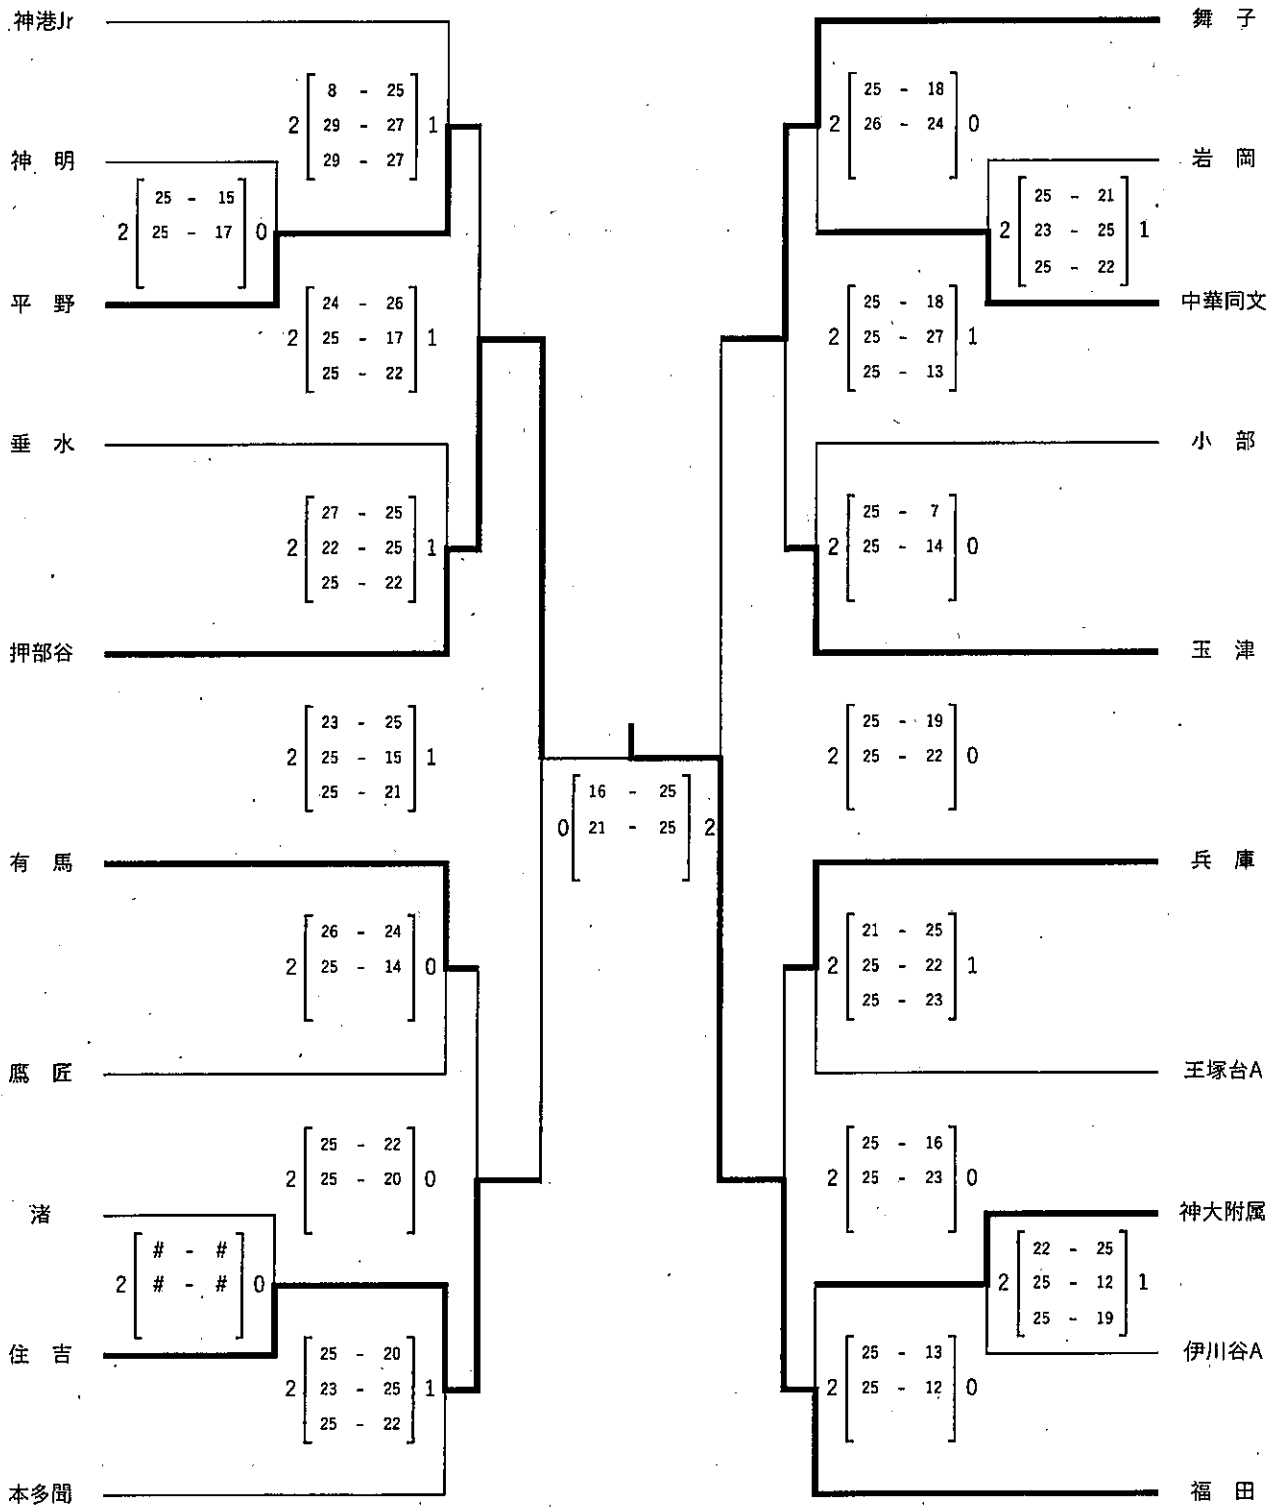 神港Jr
2 8 - 25 1
29 - 27
29 - 27
神 明
2 25 - 15 0
25 - 17
平 野
2 24 - 26 1
25 - 17
25 - 22
垂 水
2 27 - 25 1
22 - 25
25 - 22
押部谷
2 23 - 25 1
25 - 15
25 - 21
有 馬
2 26 - 24 0
25 - 14
鷹 匠
2 25 - 22 0
25 - 20
渚
2 # - # 0
# - #
住 吉
2 25 - 20 1
23 - 25
25 - 22
本多聞
0 16 - 25 2
21 - 25
舞 子
2 25 - 18 0
26 - 24
岩 岡
2 25 - 21 1
23 - 25
25 - 22
中華同文
2 25 - 18 1
25 - 27
25 - 13
小 部
2 25 - 7 0
25 - 14
玉 津
2 25 - 19 0
25 - 22
兵 庫
2 21 - 25 1
25 - 22
25 - 23
王塚台A
2 25 - 16 0
25 - 23
神大附属
2 22 - 25 1
25 - 12
25 - 19
伊川谷A
2 25 - 13 0
25 - 12
福 田